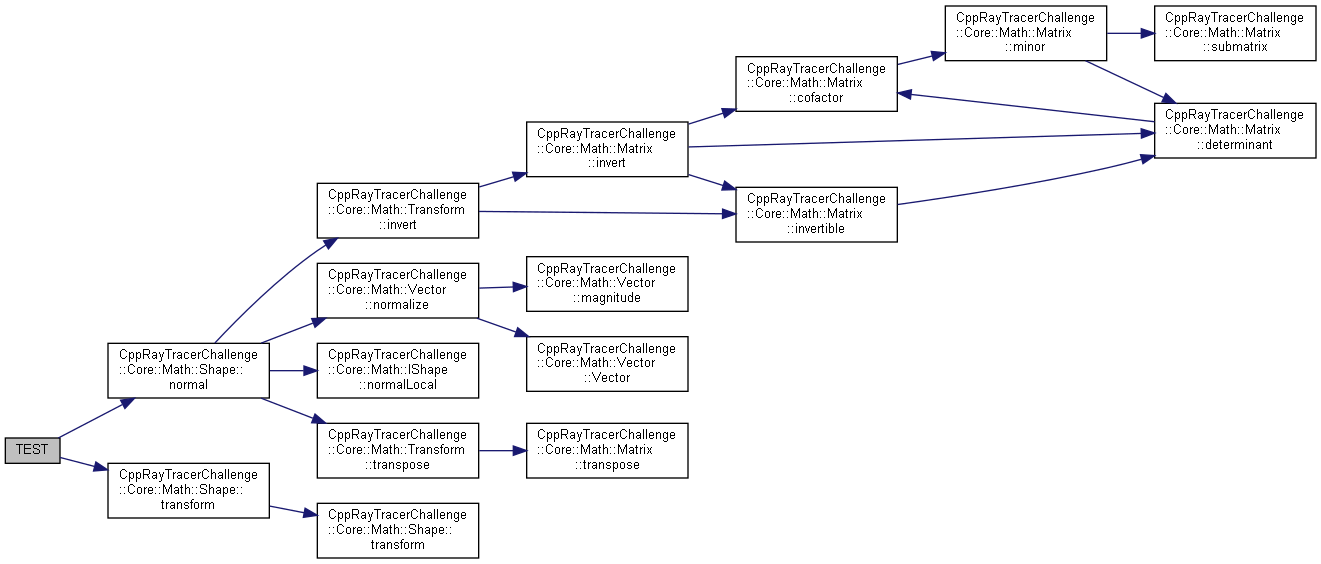 TEST
CppRayTracerChallenge
::Core::Math::Shape::
normal
CppRayTracerChallenge
::Core::Math::Shape::
transform
CppRayTracerChallenge
::Core::Math::Transform
::invert
CppRayTracerChallenge
::Core::Math::Vector
::normalize
CppRayTracerChallenge
::Core::Math::IShape
::normalLocal
CppRayTracerChallenge
::Core::Math::Transform
::transpose
CppRayTracerChallenge
::Core::Math::Shape::
transform
CppRayTracerChallenge
::Core::Math::Matrix
::invert
CppRayTracerChallenge
::Core::Math::Vector
::magnitude
CppRayTracerChallenge
::Core::Math::Vector
::Vector
CppRayTracerChallenge
::Core::Math::Matrix
::transpose
CppRayTracerChallenge
::Core::Math::Matrix
::cofactor
CppRayTracerChallenge
::Core::Math::Matrix
::invertible
CppRayTracerChallenge
::Core::Math::Matrix
::minor
CppRayTracerChallenge
::Core::Math::Matrix
::submatrix
CppRayTracerChallenge
::Core::Math::Matrix
::determinant